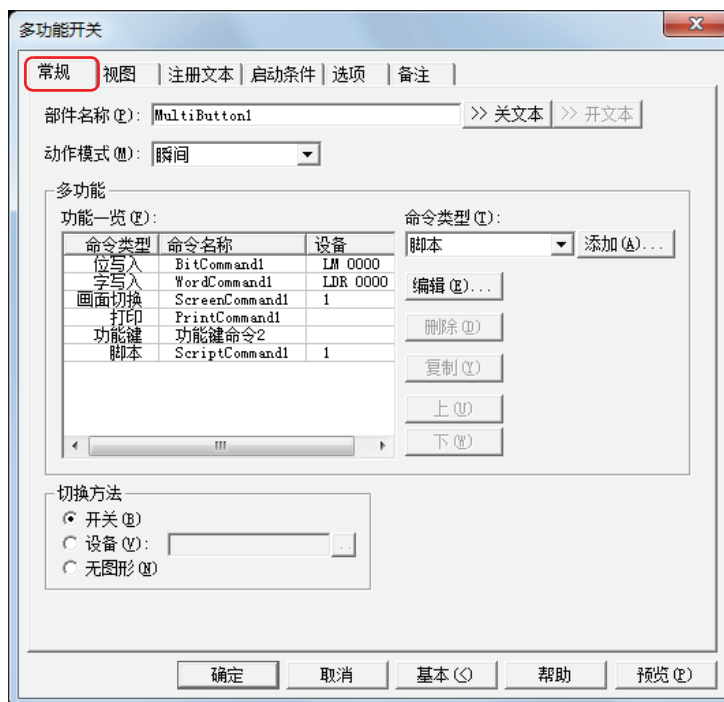 多功能开关
常规 视图 注册文本 启动条件 选项 备注
部件名称(P): MultiButton1 >> 关文本 >> 开文本
动作模式(M): 瞬间
多功能
功能一览(F): 命令类型(T):
命令类型 命令名称 设备 脚本 添加(A)...
位写入 BitCommand1 LM 0000
字写入 WordCommand1 LDR 0000 编辑(E)...
画面切换 ScreenCommand1 1
打印 PrintCommand1 删除(D)
功能键 功能键命令2
脚本 ScriptCommand1 1 复制(Y)
上(U)
下(W)
切换方法
开关(B)
设备(V): ..
无图形(N)
确定 取消 基本(<) 帮助 预览(P)